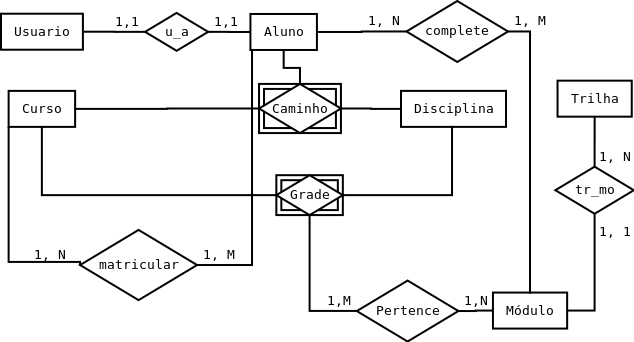 Usuario
1,1
u_a
1,1
Aluno
1, N
complete
1, M
Curso
Caminho
Disciplina
Trilha
1, N
tr_mo
Grade
1, 1
1, N
matricular
1, M
1,M
Pertence
1,N
Módulo